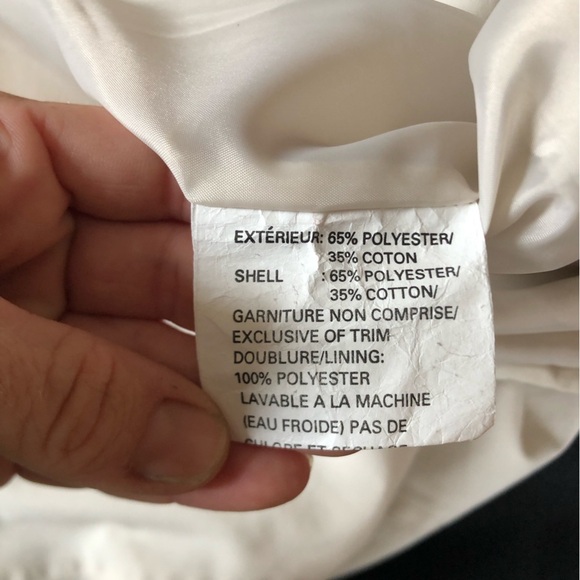 EXTÉRIEUR: 65% POLYESTER/
35% COTON
SHELL : 65% POLYESTER/
35% COTTON/
GARNITURE NON COMPRISE/
EXCLUSIVE OF TRIM
DOUBLURE/LINING:
100% POLYESTER
LAVABLE A LA MACHINE
(EAU FROIDE) PAS DE